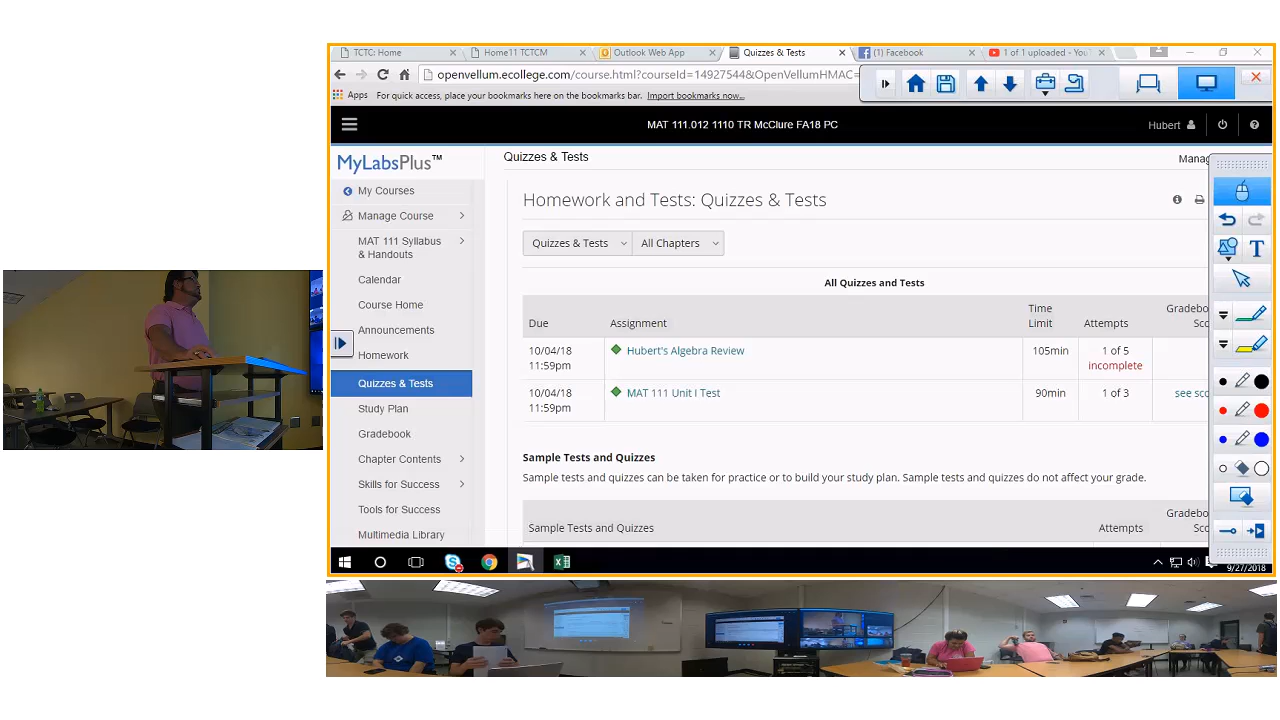 TCTC: Home
Home11 TCTCM
Outlook Web App
Quizzes & Tests
(1) Facebook
1 of 1 uploaded - You
openvellum.ecollege.com/course.html?courseId=14927544&OpenVellumHMAC=
Apps For quick access, place your bookmarks here on the bookmarks bar. Import bookmarks now...
MAT 111.012 1110 TR McClure FA18 PC
Hubert
MyLabsPlus™
Quizzes & Tests
Manag
My Courses
Manage Course
MAT 111 Syllabus
& Handouts
Calendar
Course Home
Announcements
Homework
Quizzes & Tests
Study Plan
Gradebook
Chapter Contents
Skills for Success
Tools for Success
Multimedia Library
Homework and Tests: Quizzes & Tests
Quizzes & Tests All Chapters
All Quizzes and Tests
Due Assignment Time Limit Attempts Gradebo
Sco
10/04/18 11:59pm Hubert's Algebra Review 105min 1 of 5 incomplete
10/04/18 11:59pm MAT 111 Unit I Test 90min 1 of 3 see sco
Sample Tests and Quizzes
Sample tests and quizzes can be taken for practice or to build your study plan. Sample tests and quizzes do not affect your grade.
Sample Tests and Quizzes Attempts Gradebo
Sco
T
9/27/2018